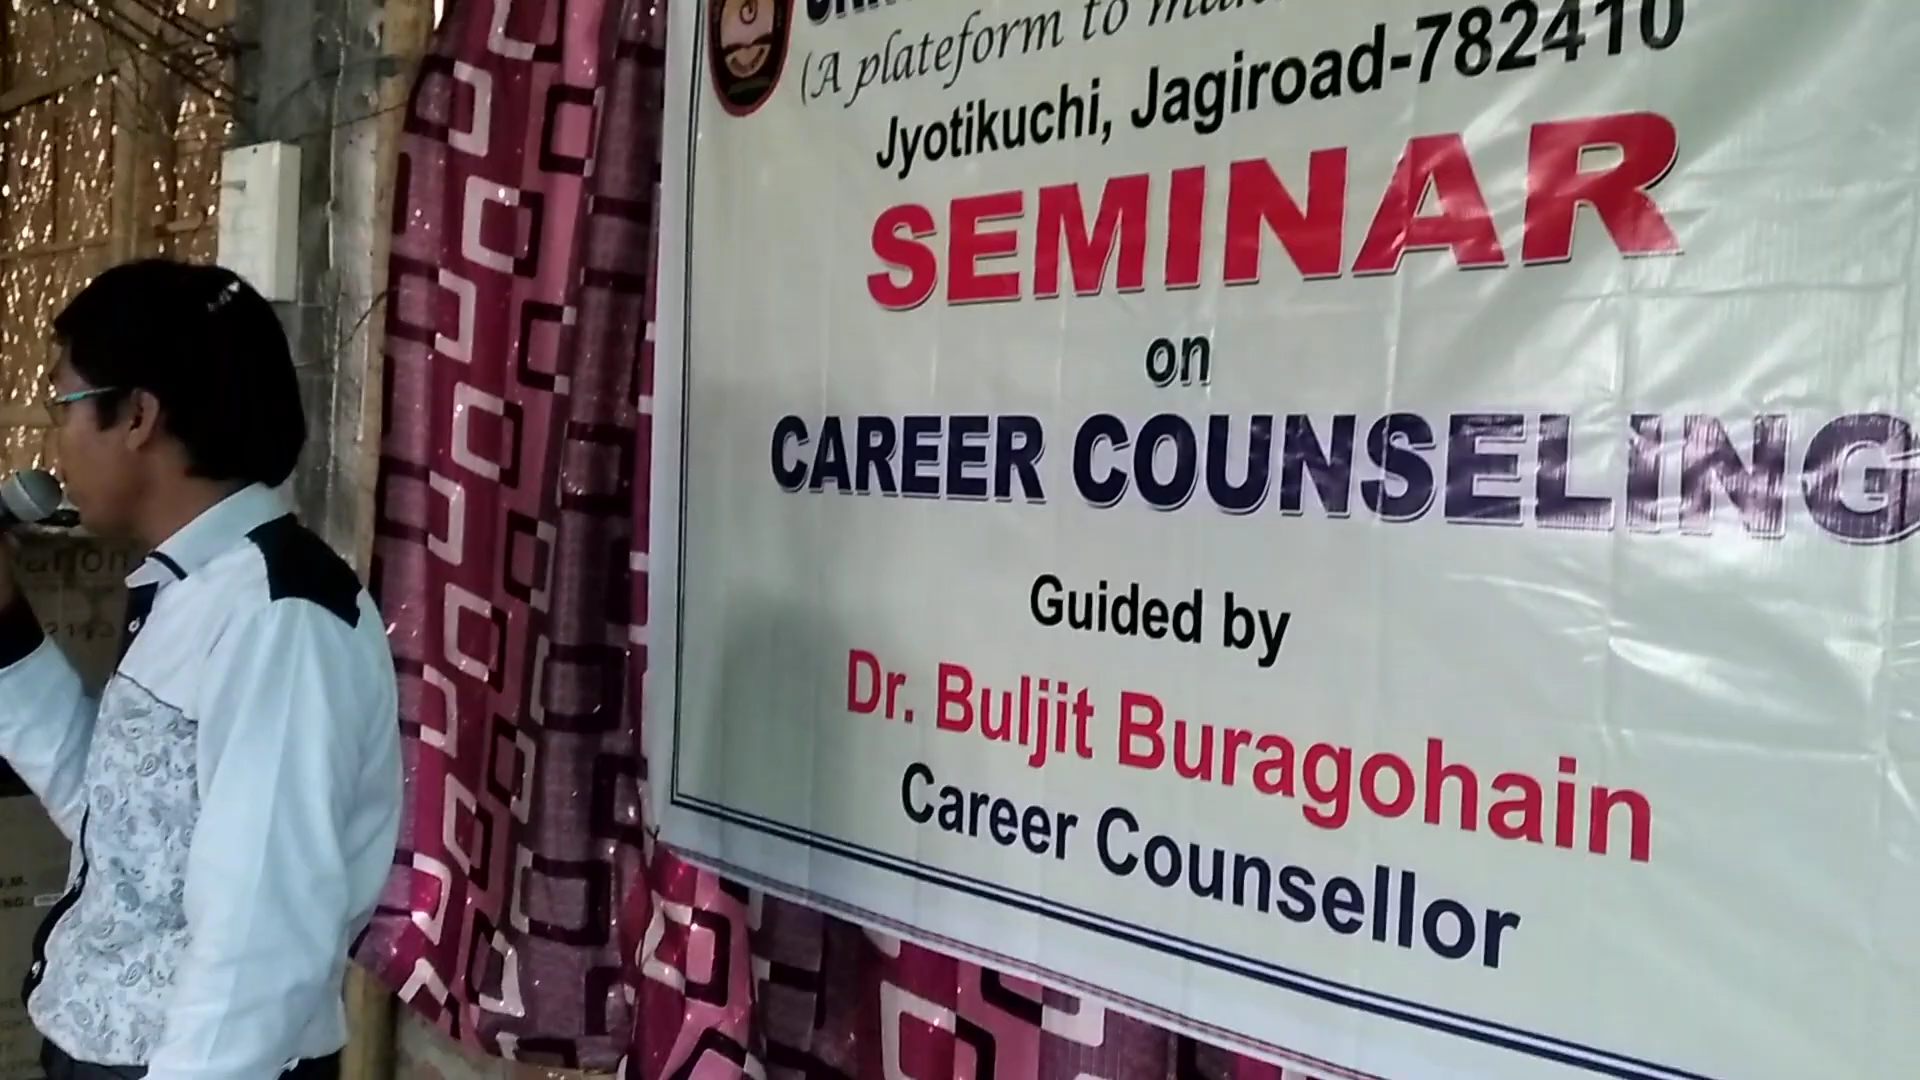 (A plateform to
Jyotikuchi, Jagiroad-782410
SEMINAR
on
CAREER COUNSELING
Guided by
Dr. Buljit Buragohain
Career Counsellor